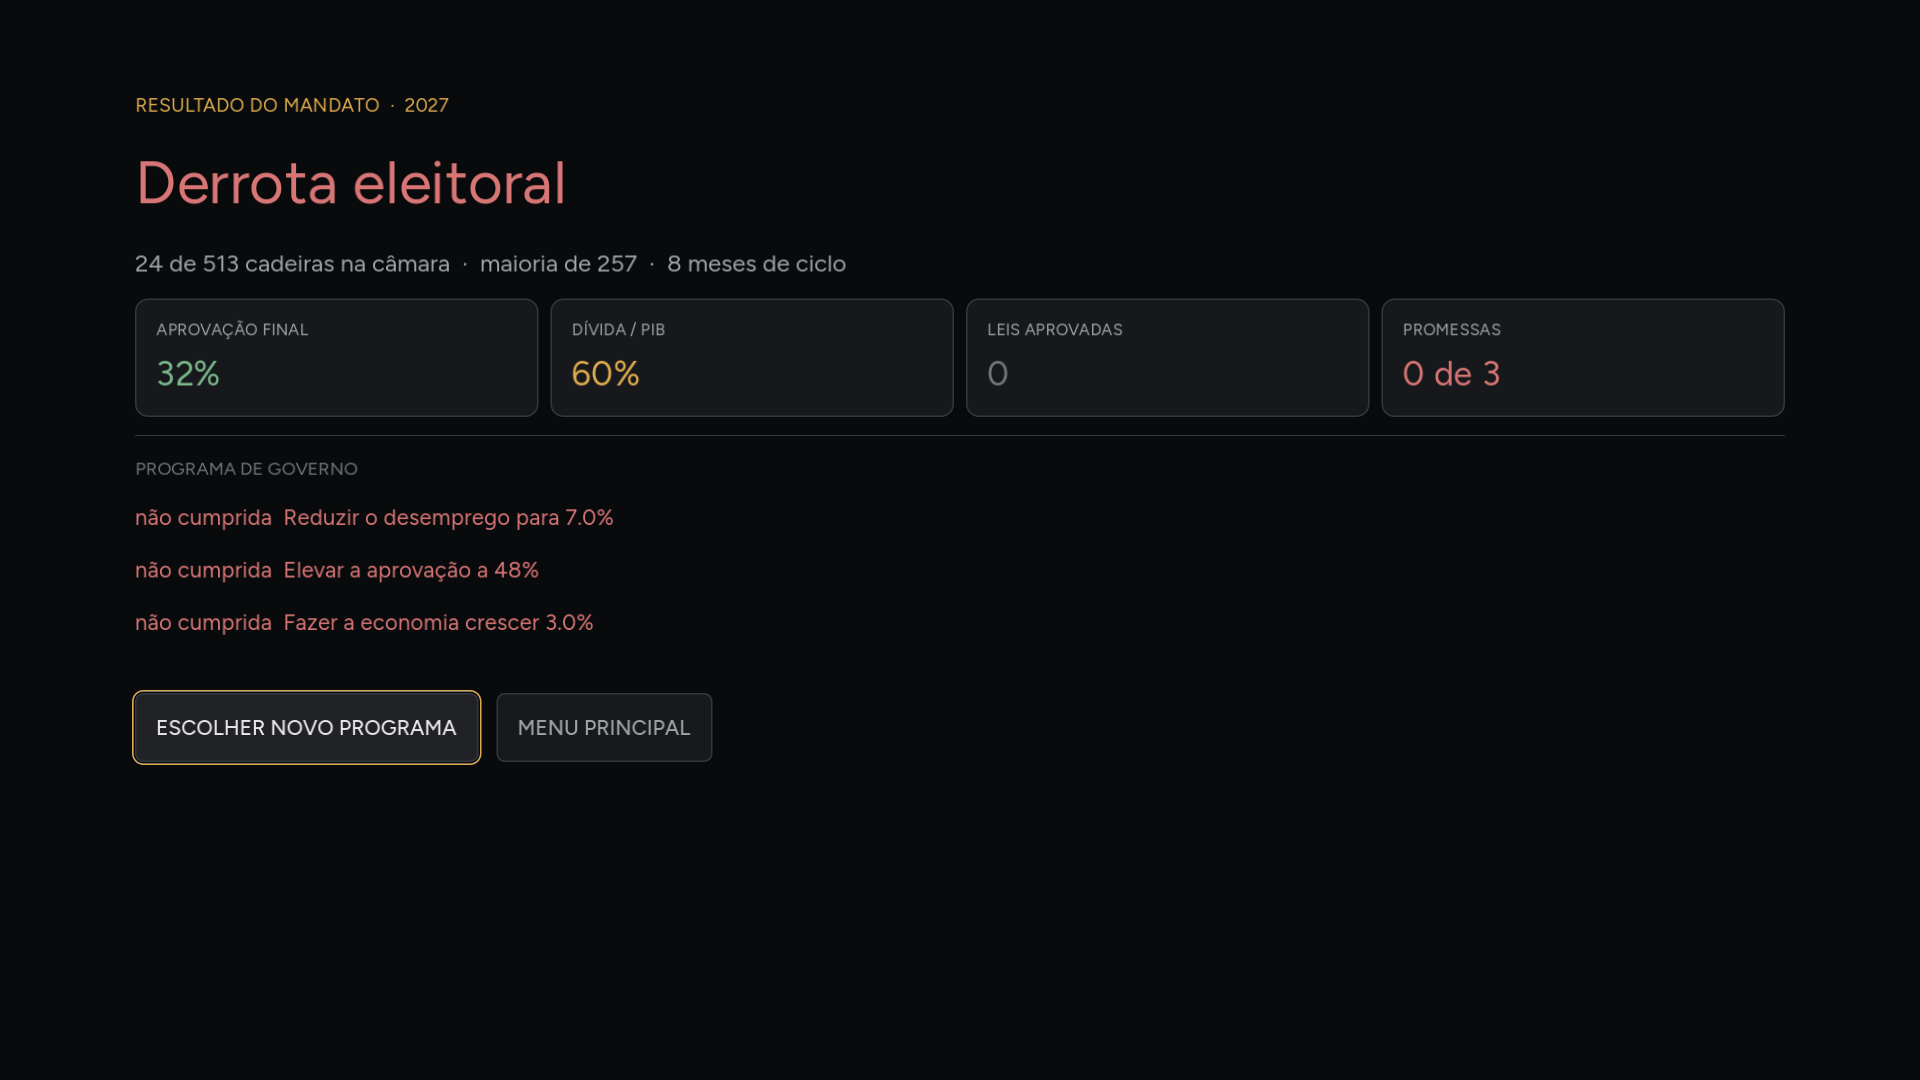 RESULTADO DO MANDATO · 2027
Derrota eleitoral
24 de 513 cadeiras na câmara · maioria de 257 · 8 meses de ciclo
APROVAÇÃO FINAL
32%
DÍVIDA / PIB
60%
LEIS APROVADAS
0
PROMESSAS
0 de 3
PROGRAMA DE GOVERNO
não cumprida Reduzir o desemprego para 7.0%
não cumprida Elevar a aprovação a 48%
não cumprida Fazer a economia crescer 3.0%
ESCOLHER NOVO PROGRAMA
MENU PRINCIPAL